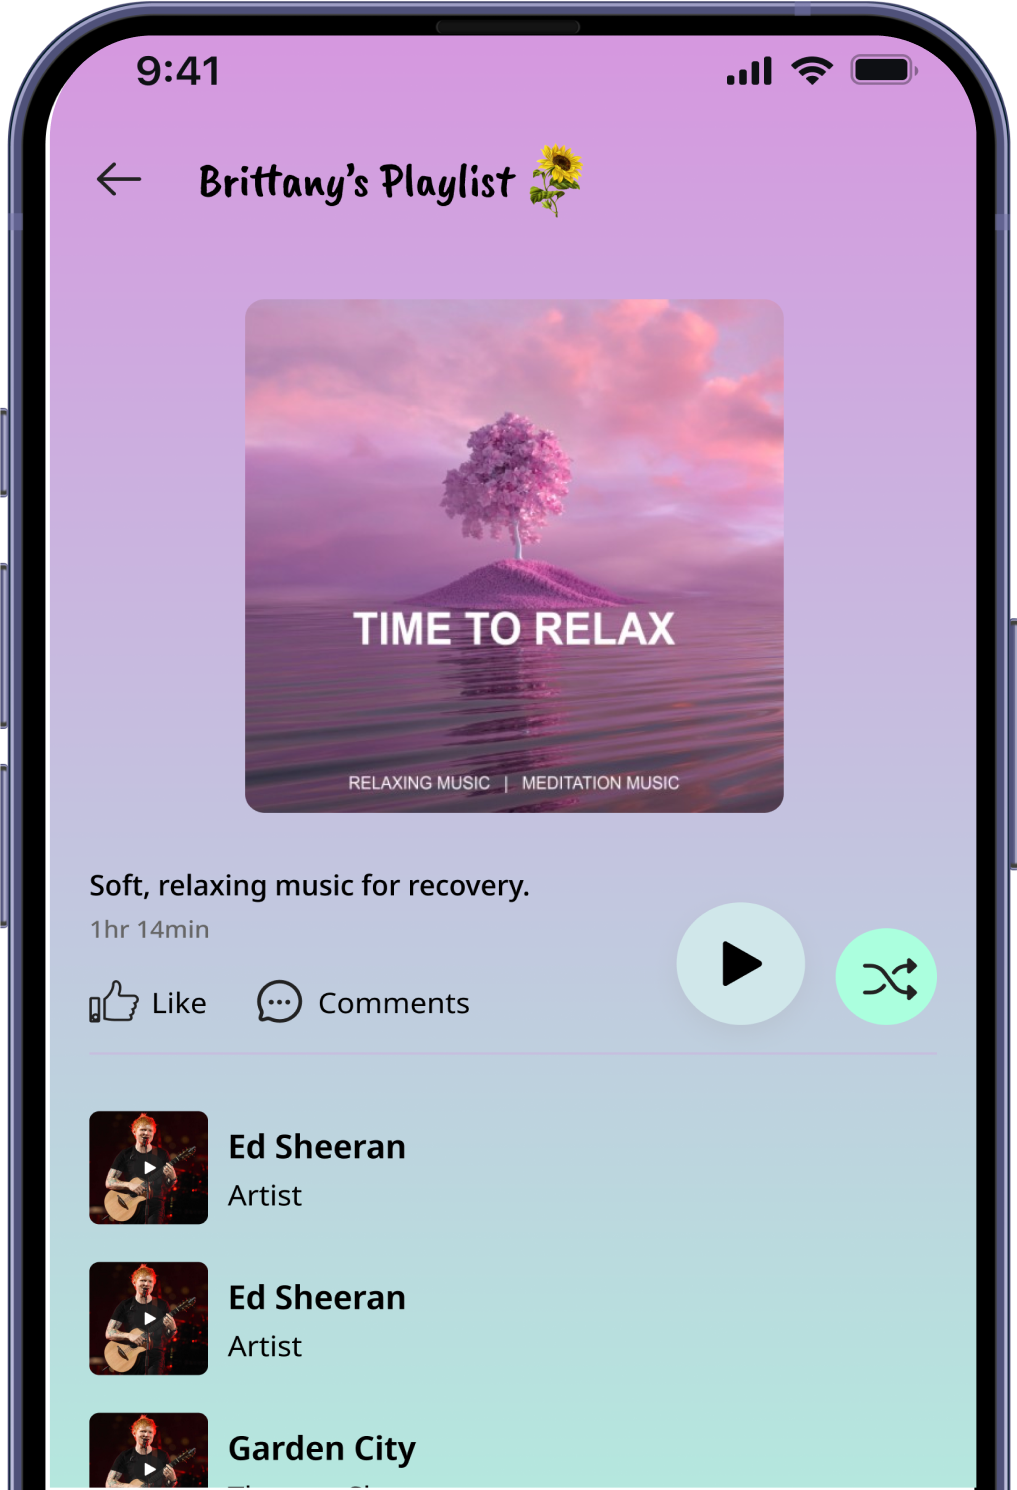 9:41
Brittany's Playlist
TIME TO RELAX
RELAXING MUSIC | MEDITATION MUSIC
Soft, relaxing music for recovery.
1hr 14min
Like
Comments
Ed Sheeran
Artist
Ed Sheeran
Artist
Garden City